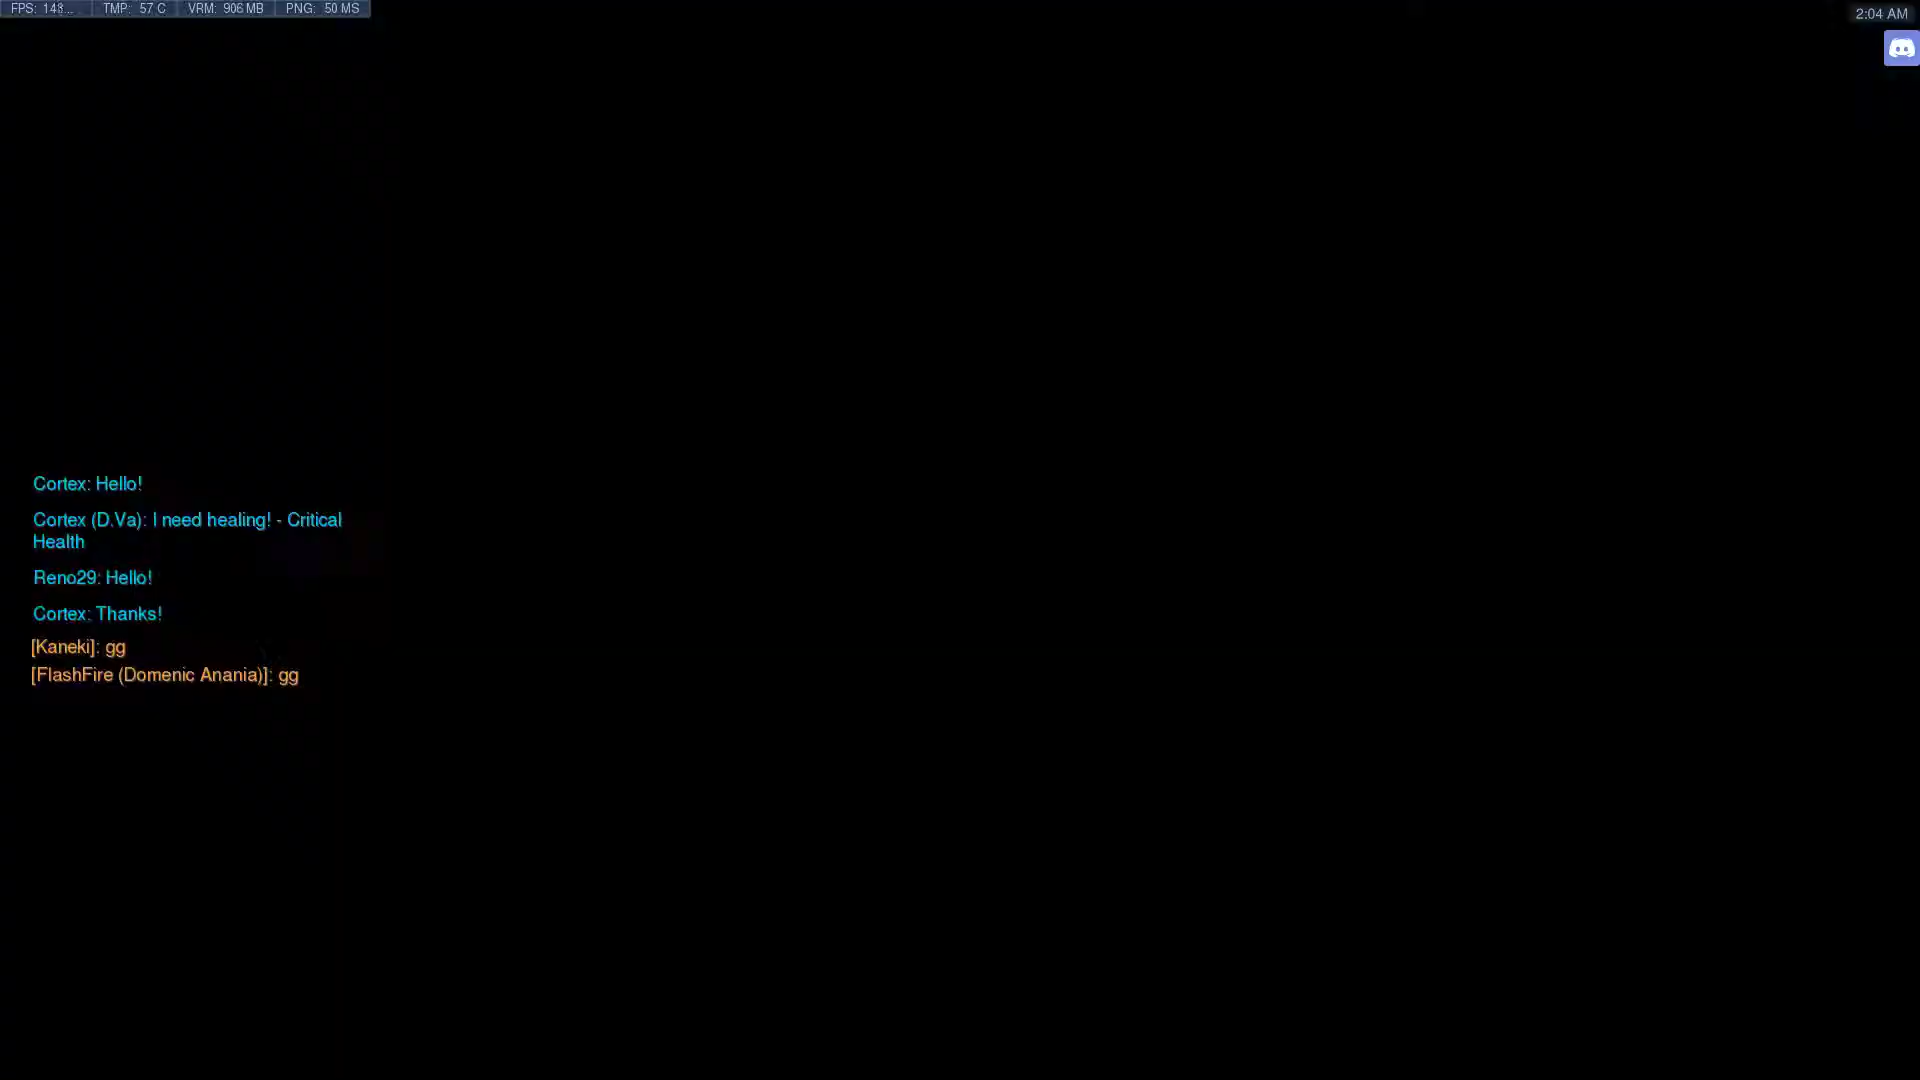 FPS: 143... TMP: 57 C VRM: 906 MB PNG: 50 MS
2:04 AM
Cortex: Hello!
Cortex (D.Va): I need healing! - Critical
Health
Reno29: Hello!
Cortex: Thanks!
[Kaneki]: gg
[FlashFire (Domenic Anania)]: gg